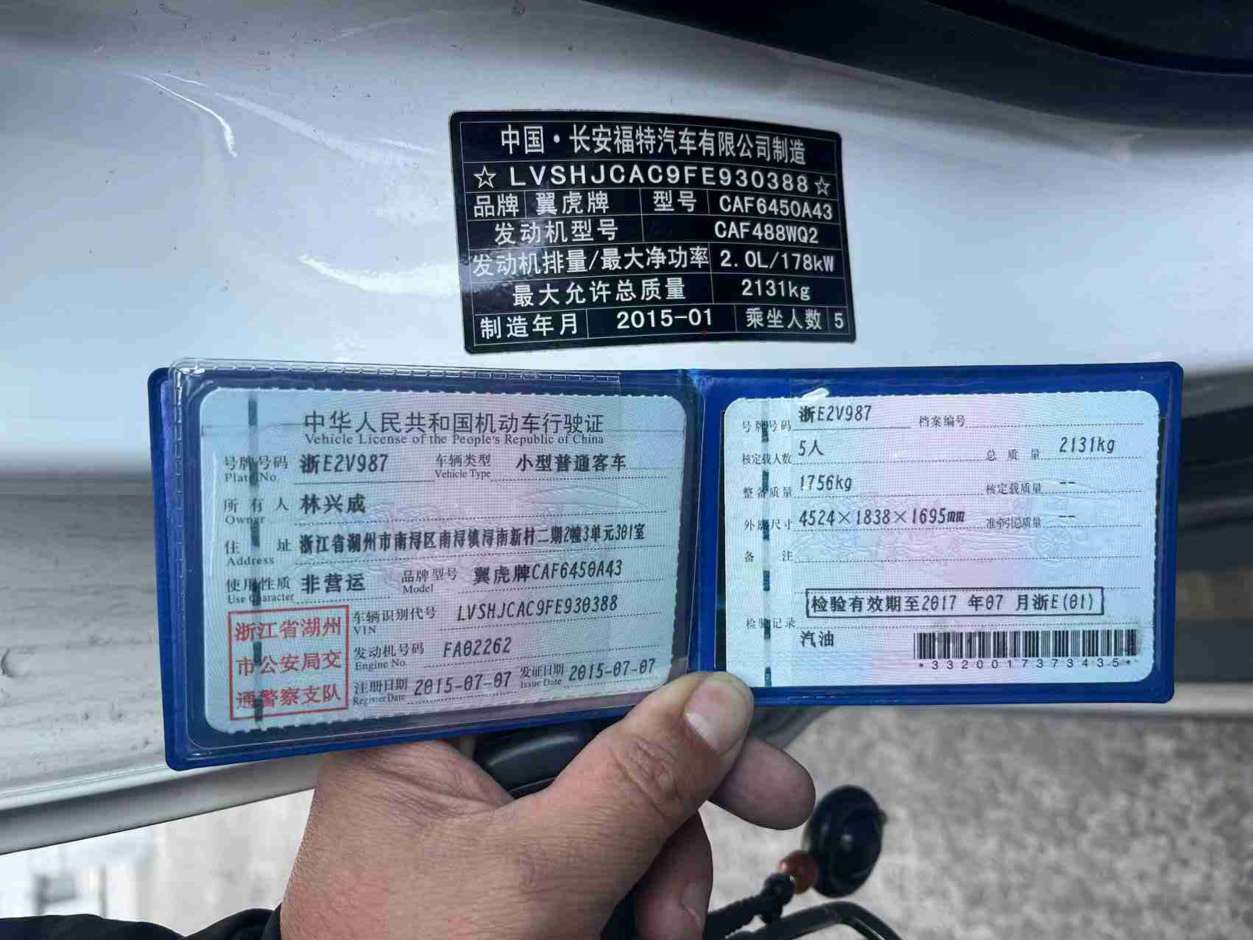 中国·长安福特汽车有限公司制造
☆ LVSHJCAC9FE930388 ☆
品牌 翼虎牌 型号 CAF6450A43
发动机型号 CAF488WQ2
发动机排量/最大净功率 2.0L/178kW
最大允许总质量 2131kg
制造年月 2015-01 乘坐人数 5
中华人民共和国机动车行驶证
Vehicle License of the People's Republic of China
号牌号码 浙E2V987 车辆类型 小型普通客车
Plate No. Vehicle Type
所有人 林兴成
Owner
住址 浙江省湖州市南浔区南浔镇浔南新村二期2幢3单元301室
Address
使用性质 非营运 品牌型号 翼虎牌CAF6450A43
Use Character Model
车辆识别代号 LVSHJCAC9FE930388
VIN
发动机号码 FA02262
Engine No.
注册日期 2015-07-07 发证日期 2015-07-07
Register Date Issue Date
浙江省湖州
市公安局交
通警察支队
号牌号码 浙E2V987 档案编号
核定载人数 5人 总质量 2131kg
整备质量 1756kg 核定载质量 --
外廓尺寸 4524×1838×1695mm 准牵引总质量 --
备注
检验有效期至2017 年07 月浙E(01)
检验记录
汽油
*3320017373435*